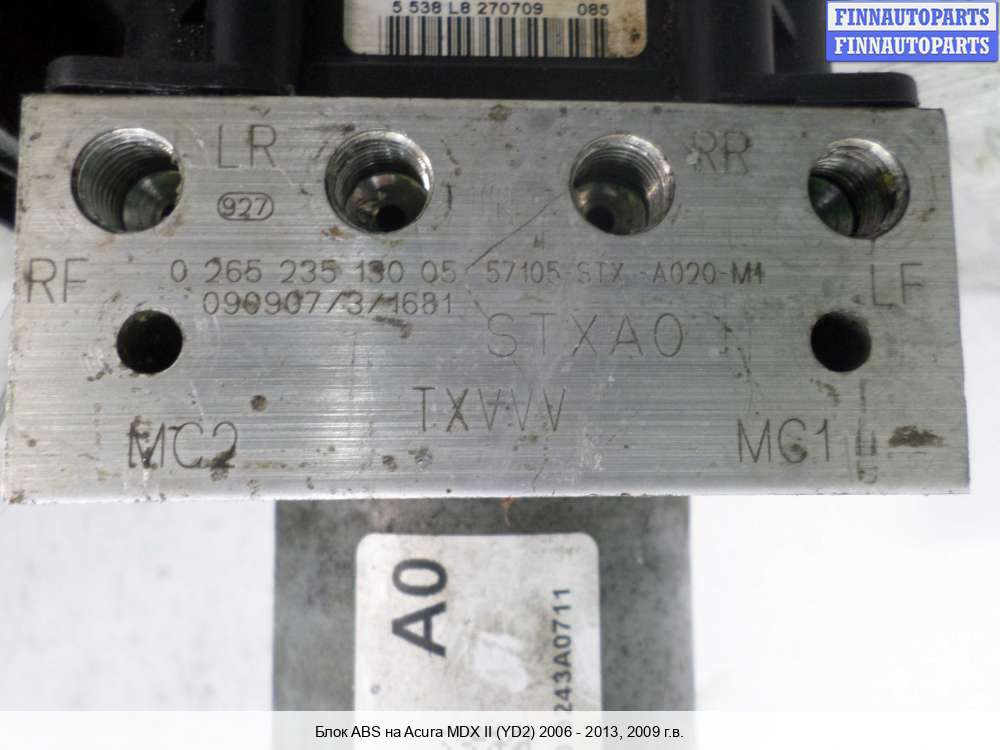 5 538 L8 270709 085
FINNAUTOPARTS
FINNAUTOPARTS
LR RR
927
RF 0 265 235 130 05 57105-STX -A020-M1 LF
090907/3/1681
STXA0
TXVVV
MC2 MC1
A0
243A0711
Блок ABS на Acura MDX II (YD2) 2006 - 2013, 2009 г.в.